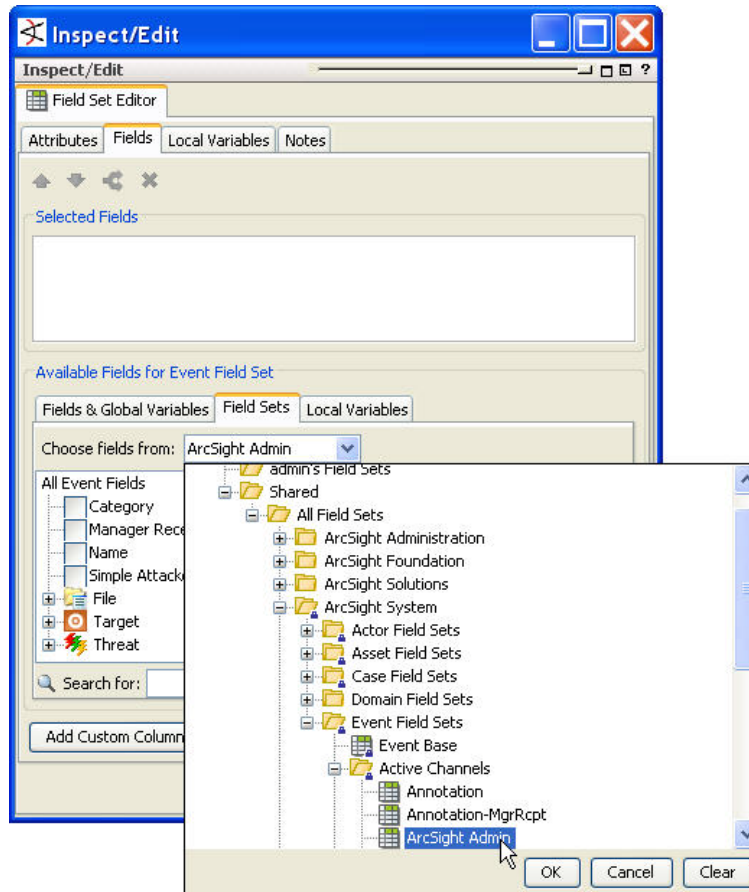 Inspect/Edit
Inspect/Edit ?
Field Set Editor
Attributes Fields Local Variables Notes
Selected Fields
Available Fields for Event Field Set
Fields & Global Variables Field Sets Local Variables
Choose fields from: ArcSight Admin
All Event Fields
Category
Manager Rece
Name
Simple Attack
File
Target
Threat
Search for:
Add Custom Column
admin's Field Sets
Shared
All Field Sets
ArcSight Administration
ArcSight Foundation
ArcSight Solutions
ArcSight System
Actor Field Sets
Asset Field Sets
Case Field Sets
Domain Field Sets
Event Field Sets
Event Base
Active Channels
Annotation
Annotation-MgrRcpt
ArcSight Admin
OK Cancel Clear